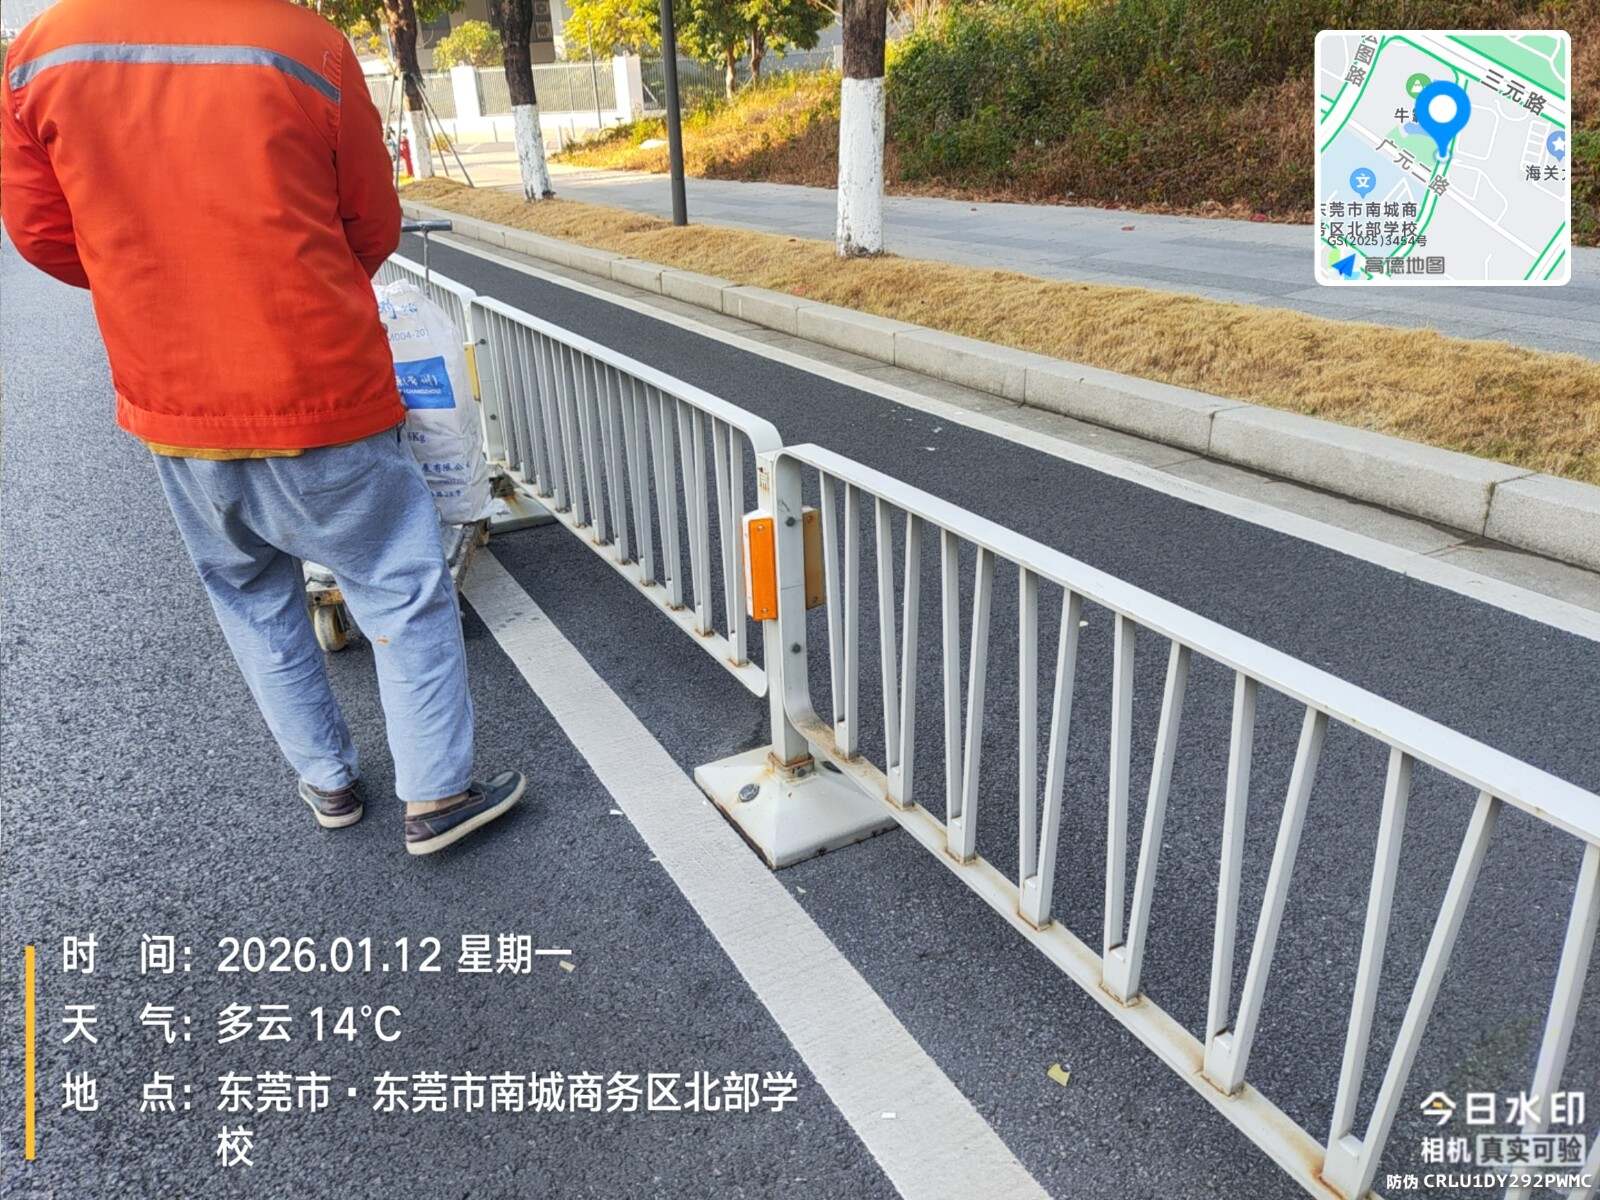 三元路
广元二路
文
东莞市南城商
务区北部学校
GS(2025)3454号
高德地图
M004-20)
时 间：2026.01.12 星期一
天 气：多云 14℃
地 点：东莞市·东莞市南城商务区北部学
校
今日水印
相机 真实可验
防伪 CRLU1DY292PWMC